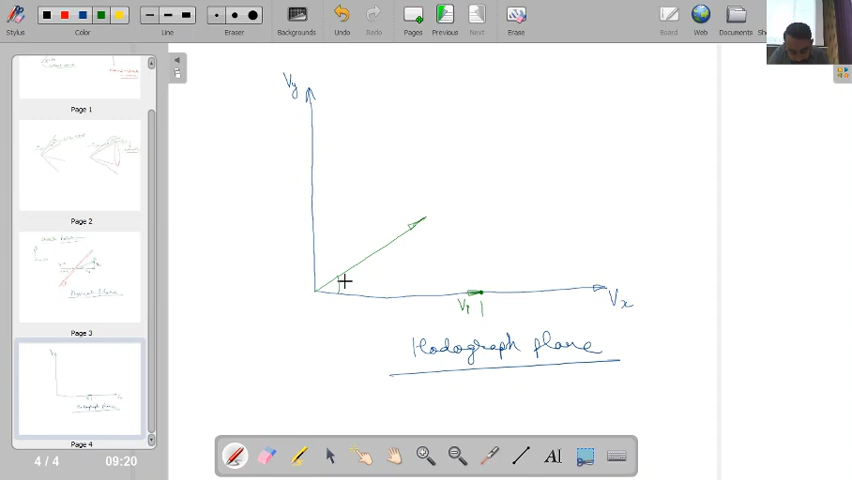 Stylus
Color
Line
Eraser
Backgrounds
Undo
Redo
Pages
Previous
Next
Erase
Board
Web
Documents
Page 1
Page 2
Page 3
Page 4
4 / 4 09:20
Vy
V1
Vx
Hodograph plane
AI